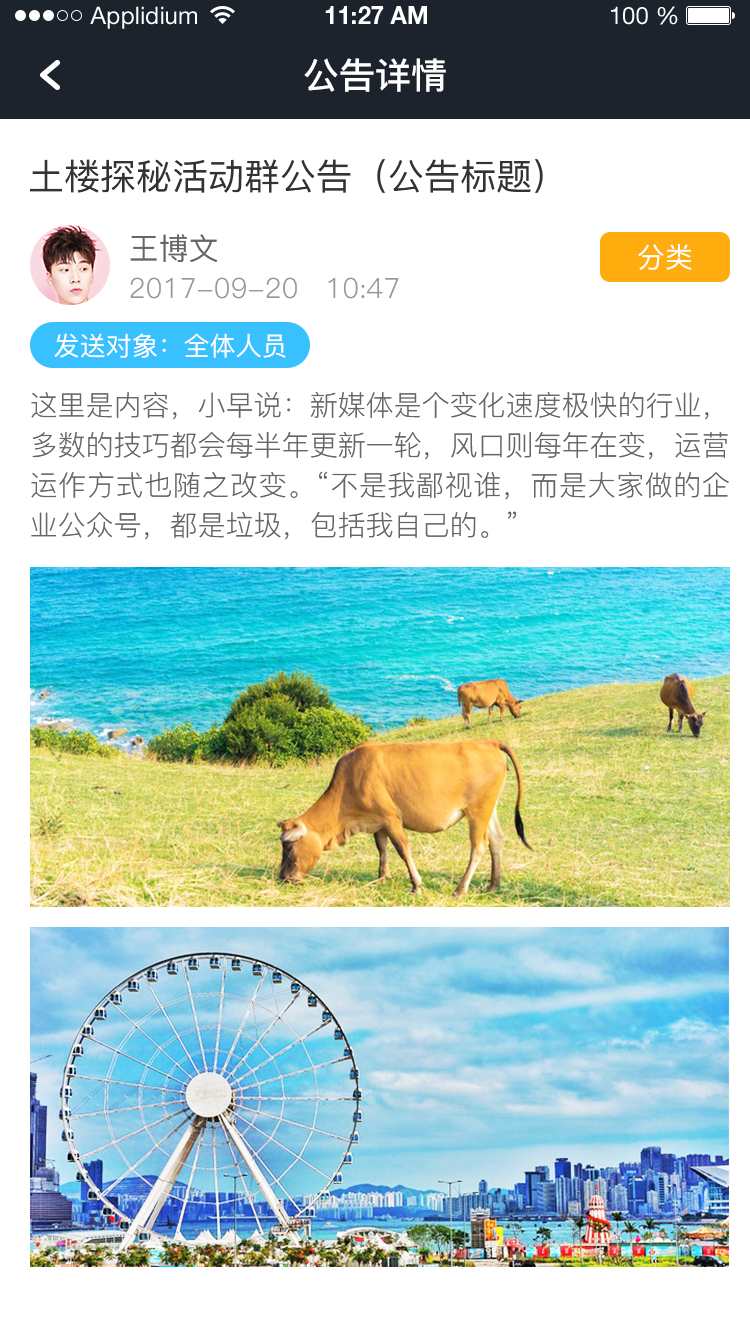 Applidium 11:27 AM 100 %
公告详情
土楼探秘活动群公告（公告标题）
王博文
分类
2017-09-20 10:47
发送对象：全体人员
这里是内容，小早说：新媒体是个变化速度极快的行业，
多数的技巧都会每半年更新一轮，风口则每年在变，运营
运作方式也随之改变。“不是我鄙视谁，而是大家做的企
业公众号，都是垃圾，包括我自己的。”